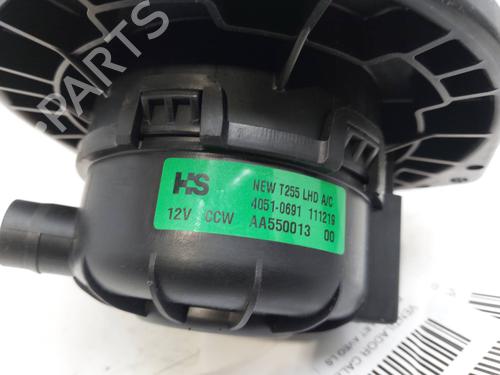 PARTS
HS
NEW T255 LHD A/C
4051-0691 111219
12V CCW AA550013 00